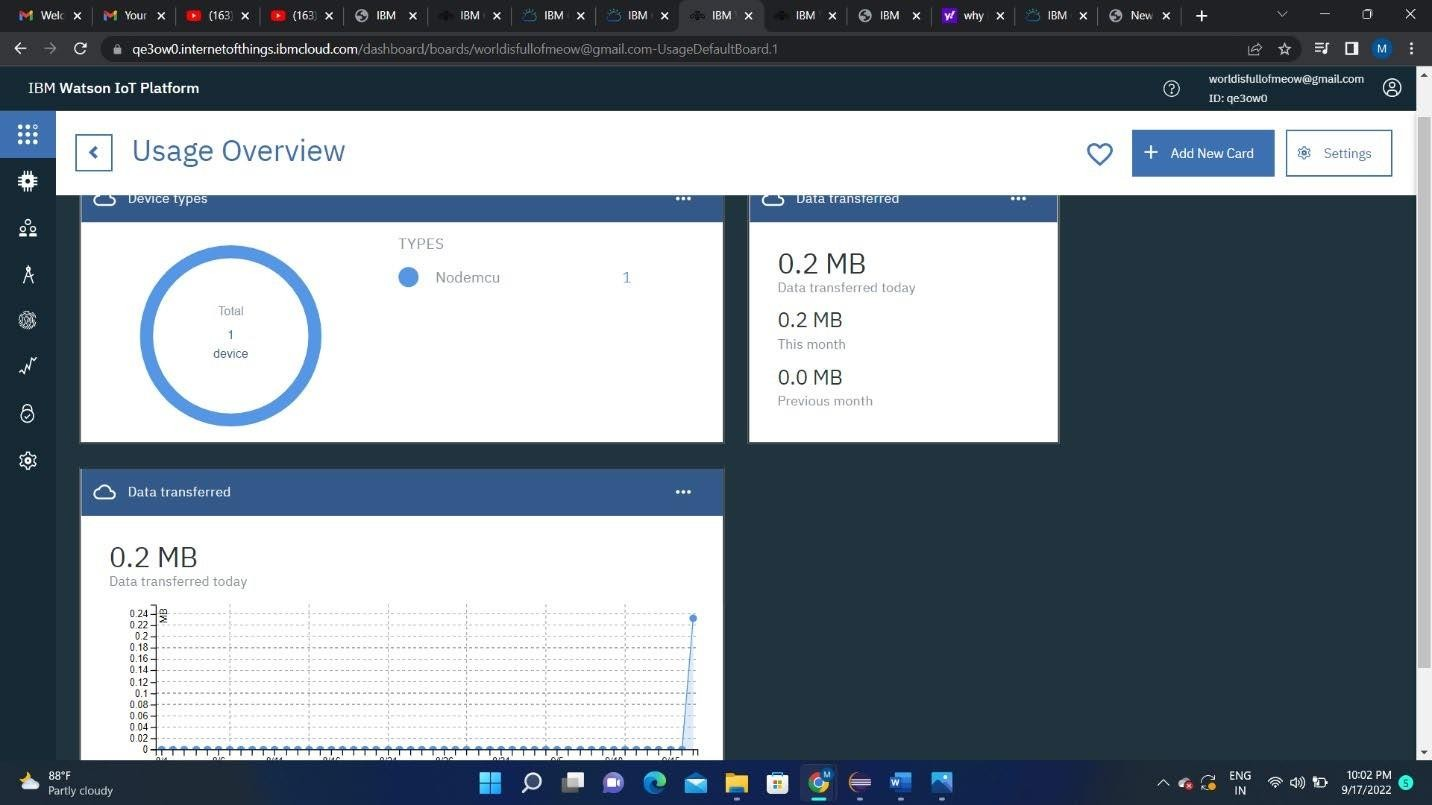 Welc
Your
(163)
(163)
IBM
IBM
IBM
IBM
IBM
IBM
IBM
why
IBM
New
qe3ow0.internetofthings.ibmcloud.com/dashboard/boards/worldisfullofmeow@gmail.com-UsageDefaultBoard.1
M
IBM Watson IoT Platform
worldisfullofmeow@gmail.com
ID: qe3ow0
Usage Overview
Add New Card
Settings
Device types
TYPES
Nodemcu 1
Total
1
device
Data transferred
0.2 MB
Data transferred today
0.2 MB
This month
0.0 MB
Previous month
Data transferred
0.2 MB
Data transferred today
MB
0.24
0.22
0.2
0.18
0.16
0.14
0.12
0.1
0.08
0.06
0.04
0.02
0
88°F
Partly cloudy
ENG
IN
10:02 PM
9/17/2022
5